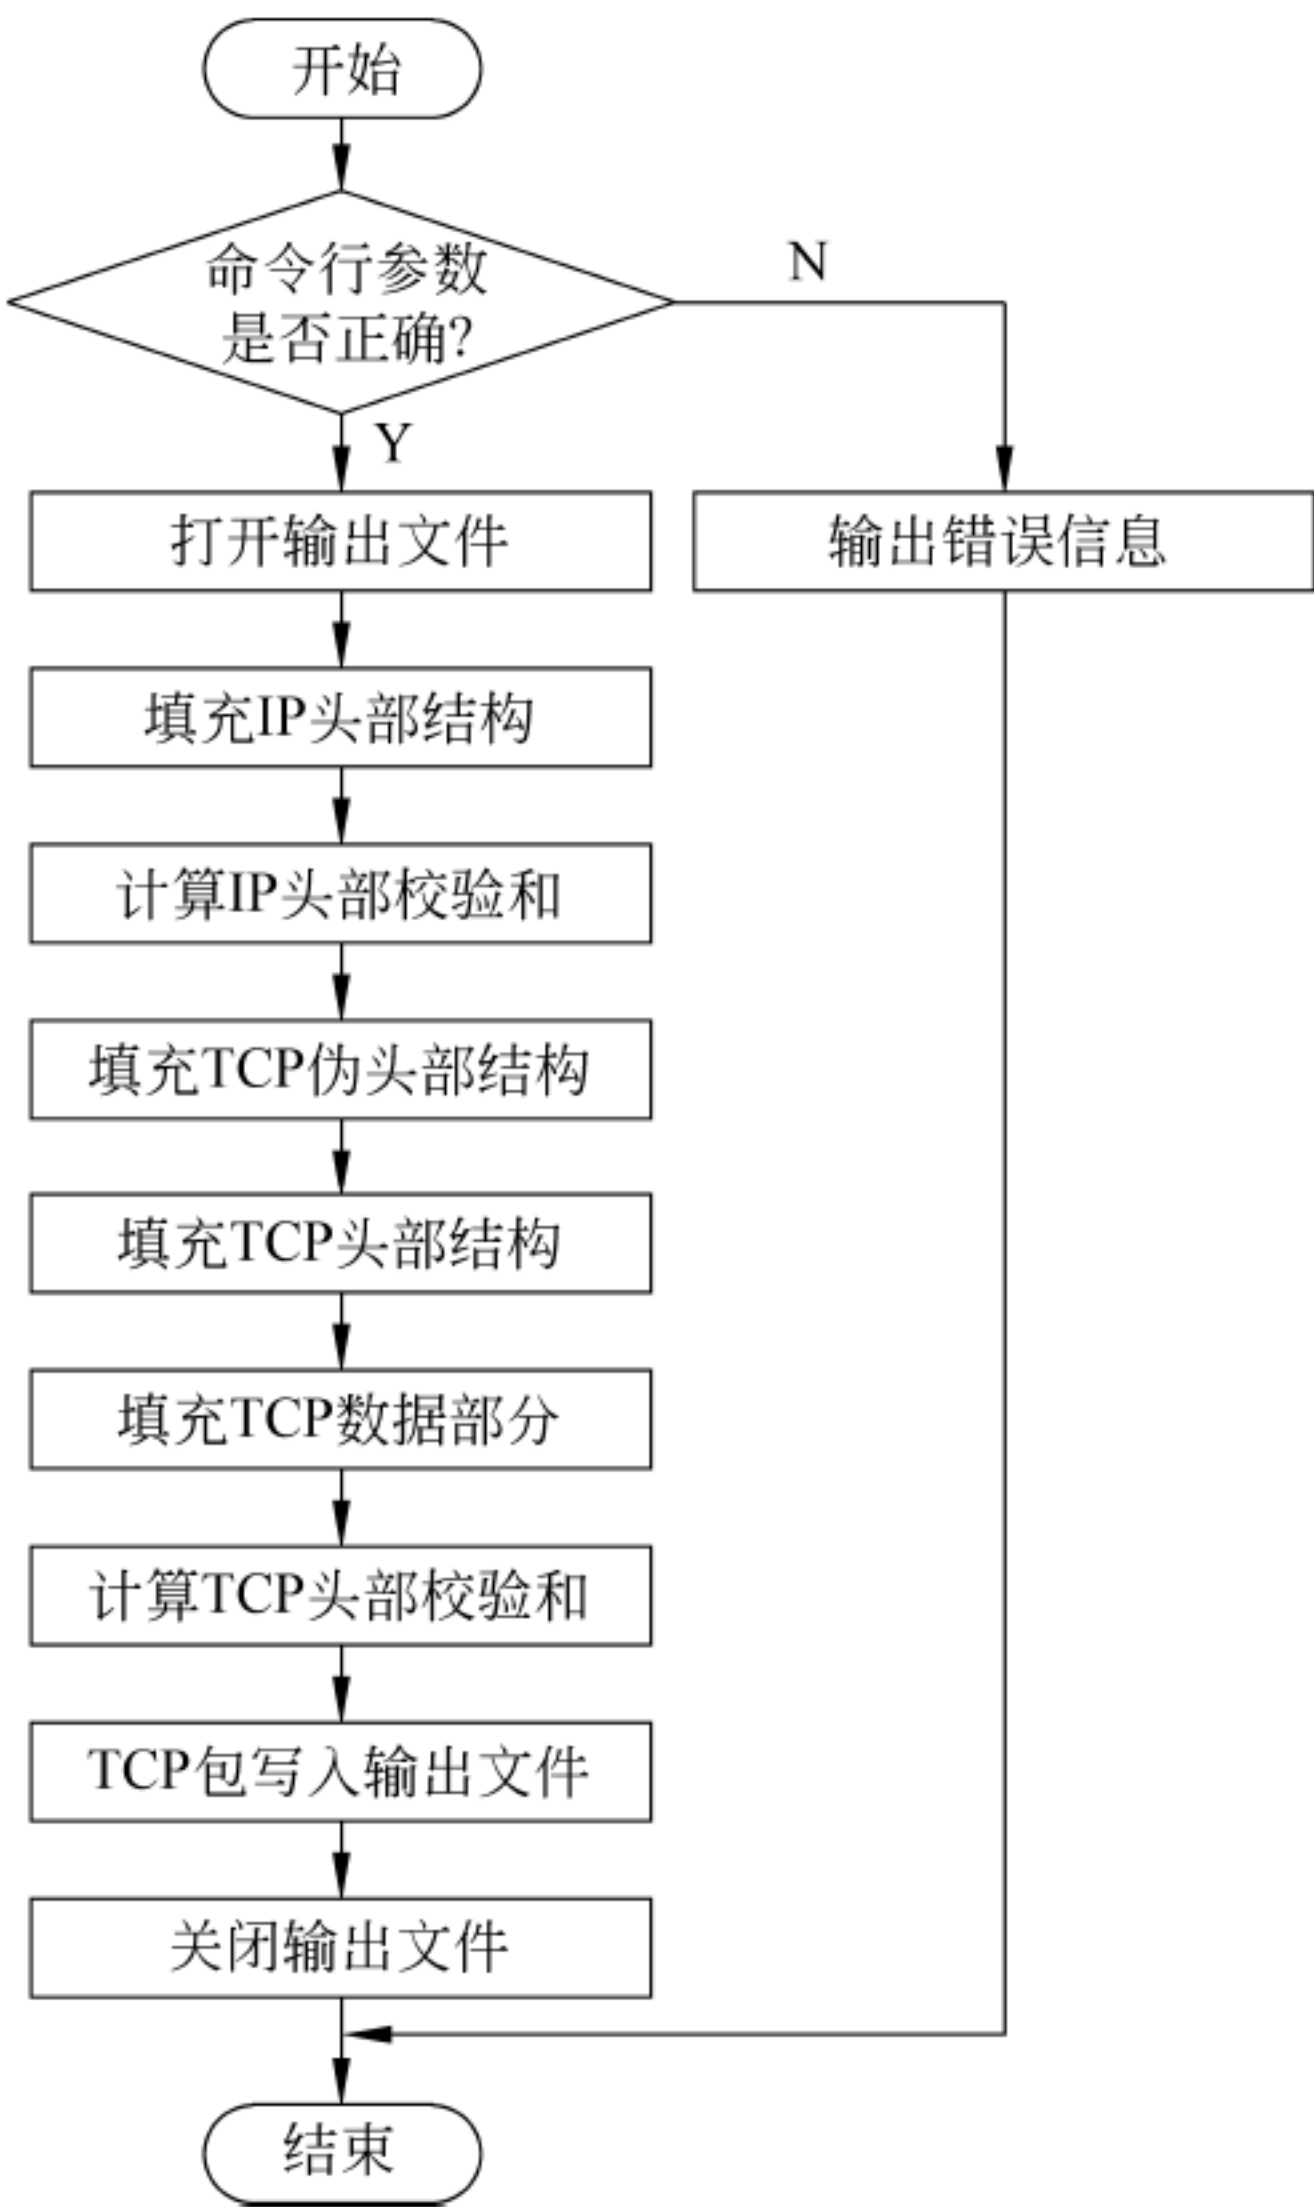 开始
命令行参数
是否正确?
N
Y
打开输出文件
输出错误信息
填充IP头部结构
计算IP头部校验和
填充TCP伪头部结构
填充TCP头部结构
填充TCP数据部分
计算TCP头部校验和
TCP包写入输出文件
关闭输出文件
结束